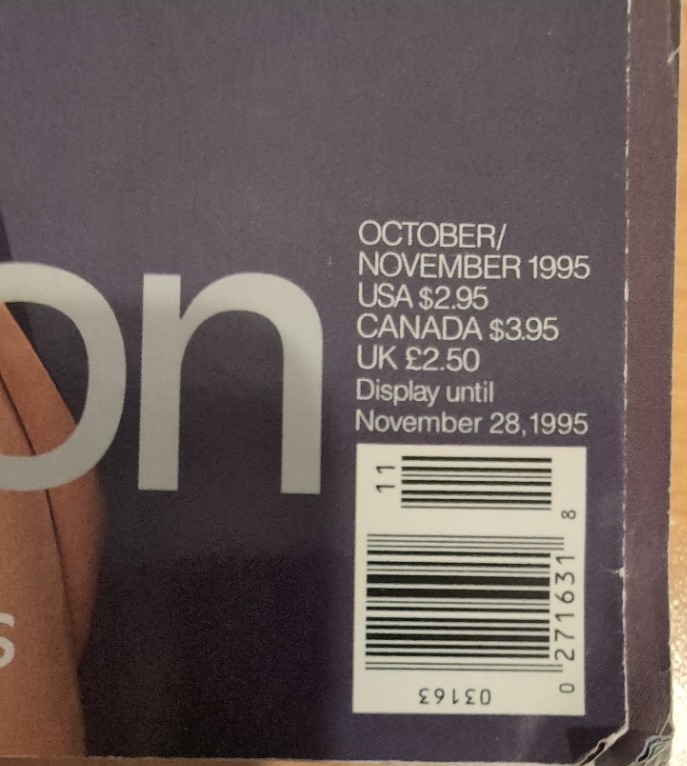 on
OCTOBER/
NOVEMBER 1995
USA $2.95
CANADA $3.95
UK £2.50
Display until
November 28, 1995
11
8
0 271631
03163
s